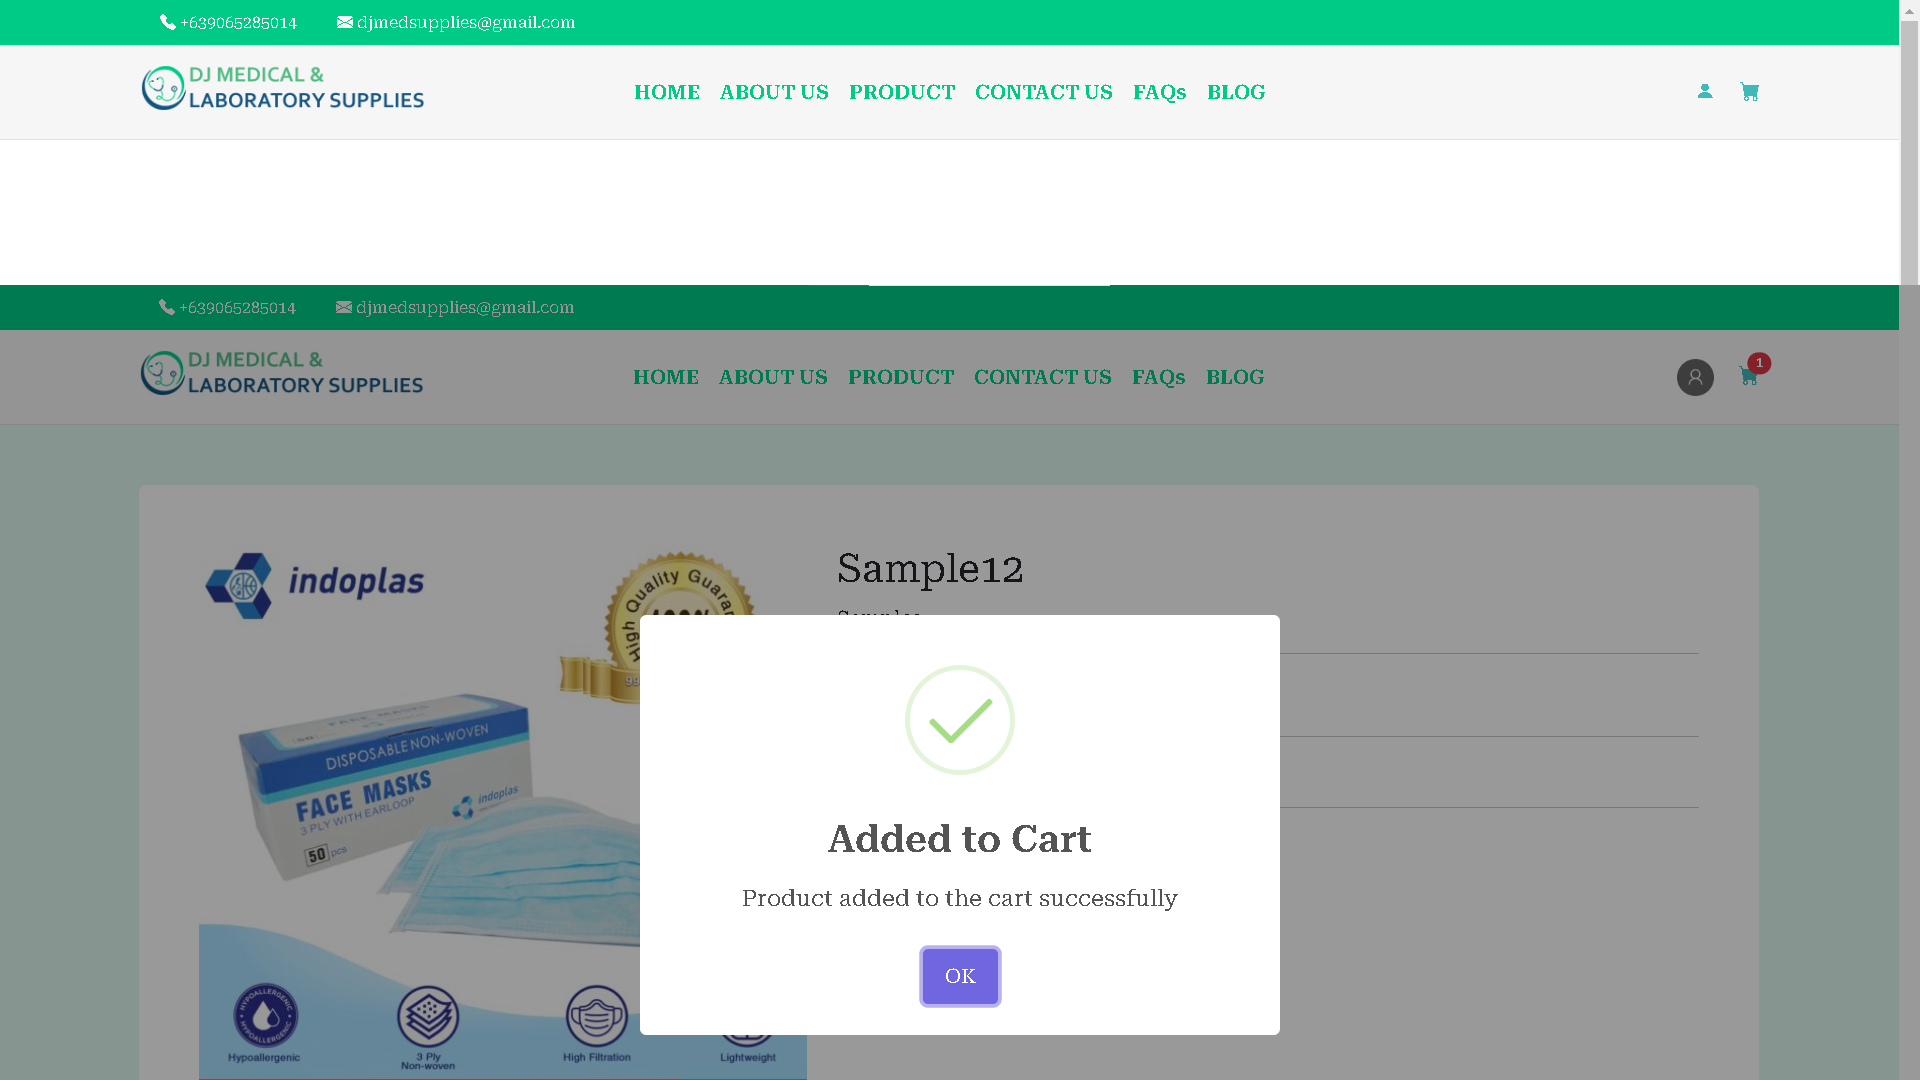 +639065285014 djmedsupplies@gmail.com
DJ MEDICAL &
LABORATORY SUPPLIES
HOME ABOUT US PRODUCT CONTACT US FAQs BLOG
+639065285014 djmedsupplies@gmail.com
DJ MEDICAL &
LABORATORY SUPPLIES
HOME ABOUT US PRODUCT CONTACT US FAQs BLOG
1
indoplas
High Quality
Sample12
DISPOSABLE NON-WOVEN
FACE MASKS
3 PLY WITH EARLOOP
indoplas
50 pcs
Added to Cart
Product added to the cart successfully
OK
HYPOALLERGENIC
HYPOALLERGENIC
Hypoallergenic
3 Ply
Non-woven
High Filtration
Lightweight